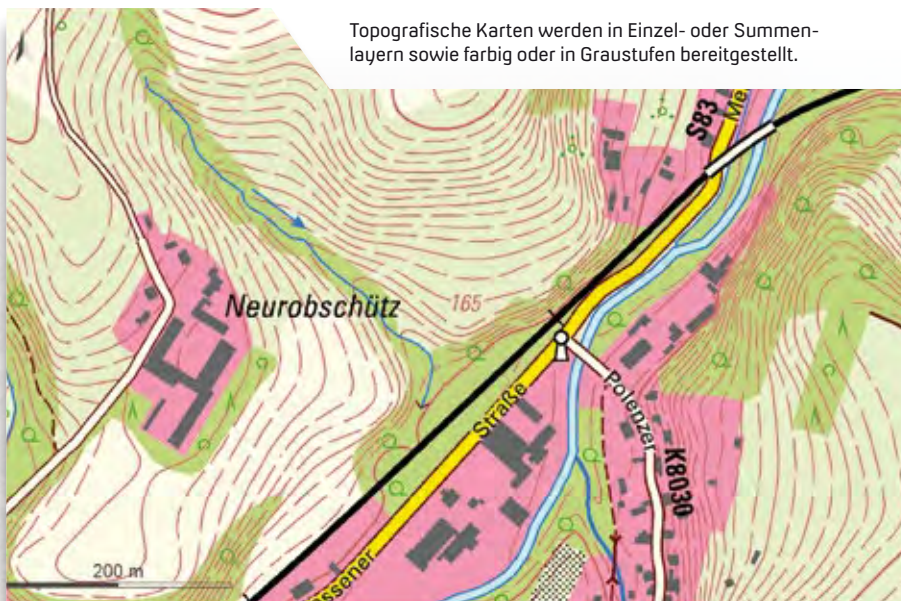 Topografische Karten werden in Einzel- oder Summen-
layern sowie farbig oder in Graustufen bereitgestellt.
S83
Neurobschütz
165
Straße
Polenzer
K8030
200 m